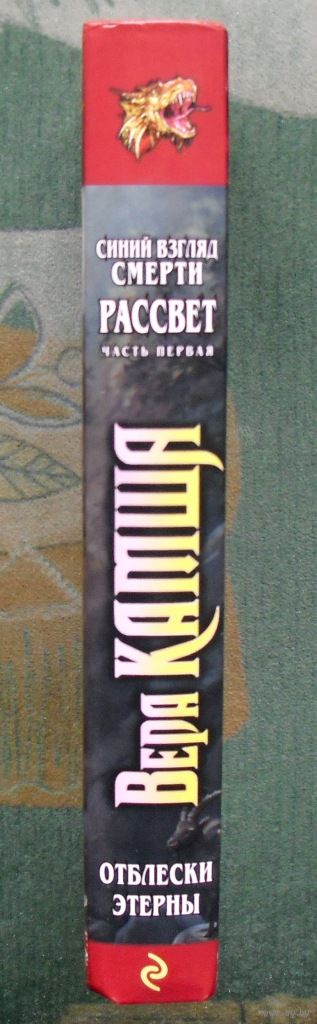 СИНИЙ ВЗГЛЯД
СМЕРТИ
РАССВЕТ
ЧАСТЬ ПЕРВАЯ
ВЕРА КАМША
ОТБЛЕСКИ
ЭТЕРНЫ